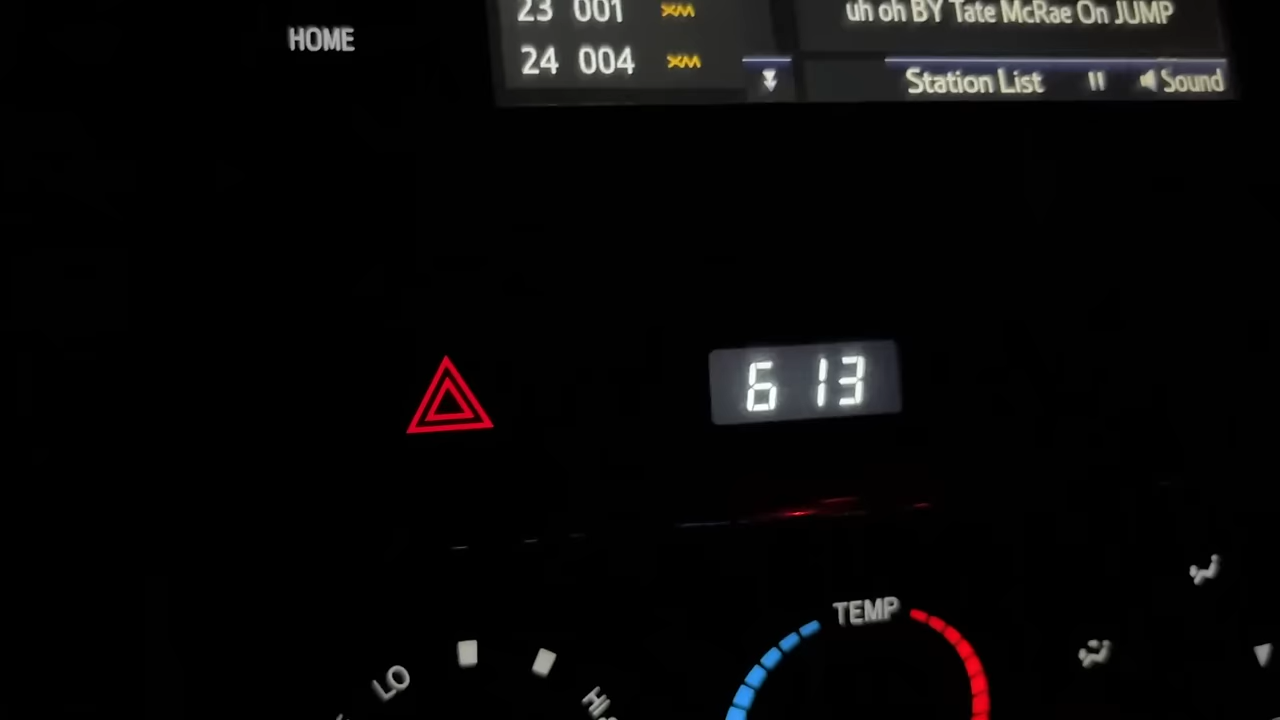 HOME
23 001 XM
24 004 XM
uh oh BY Tate McRae On JUMP
Station List
Sound
6 13
TEMP
LO
HI